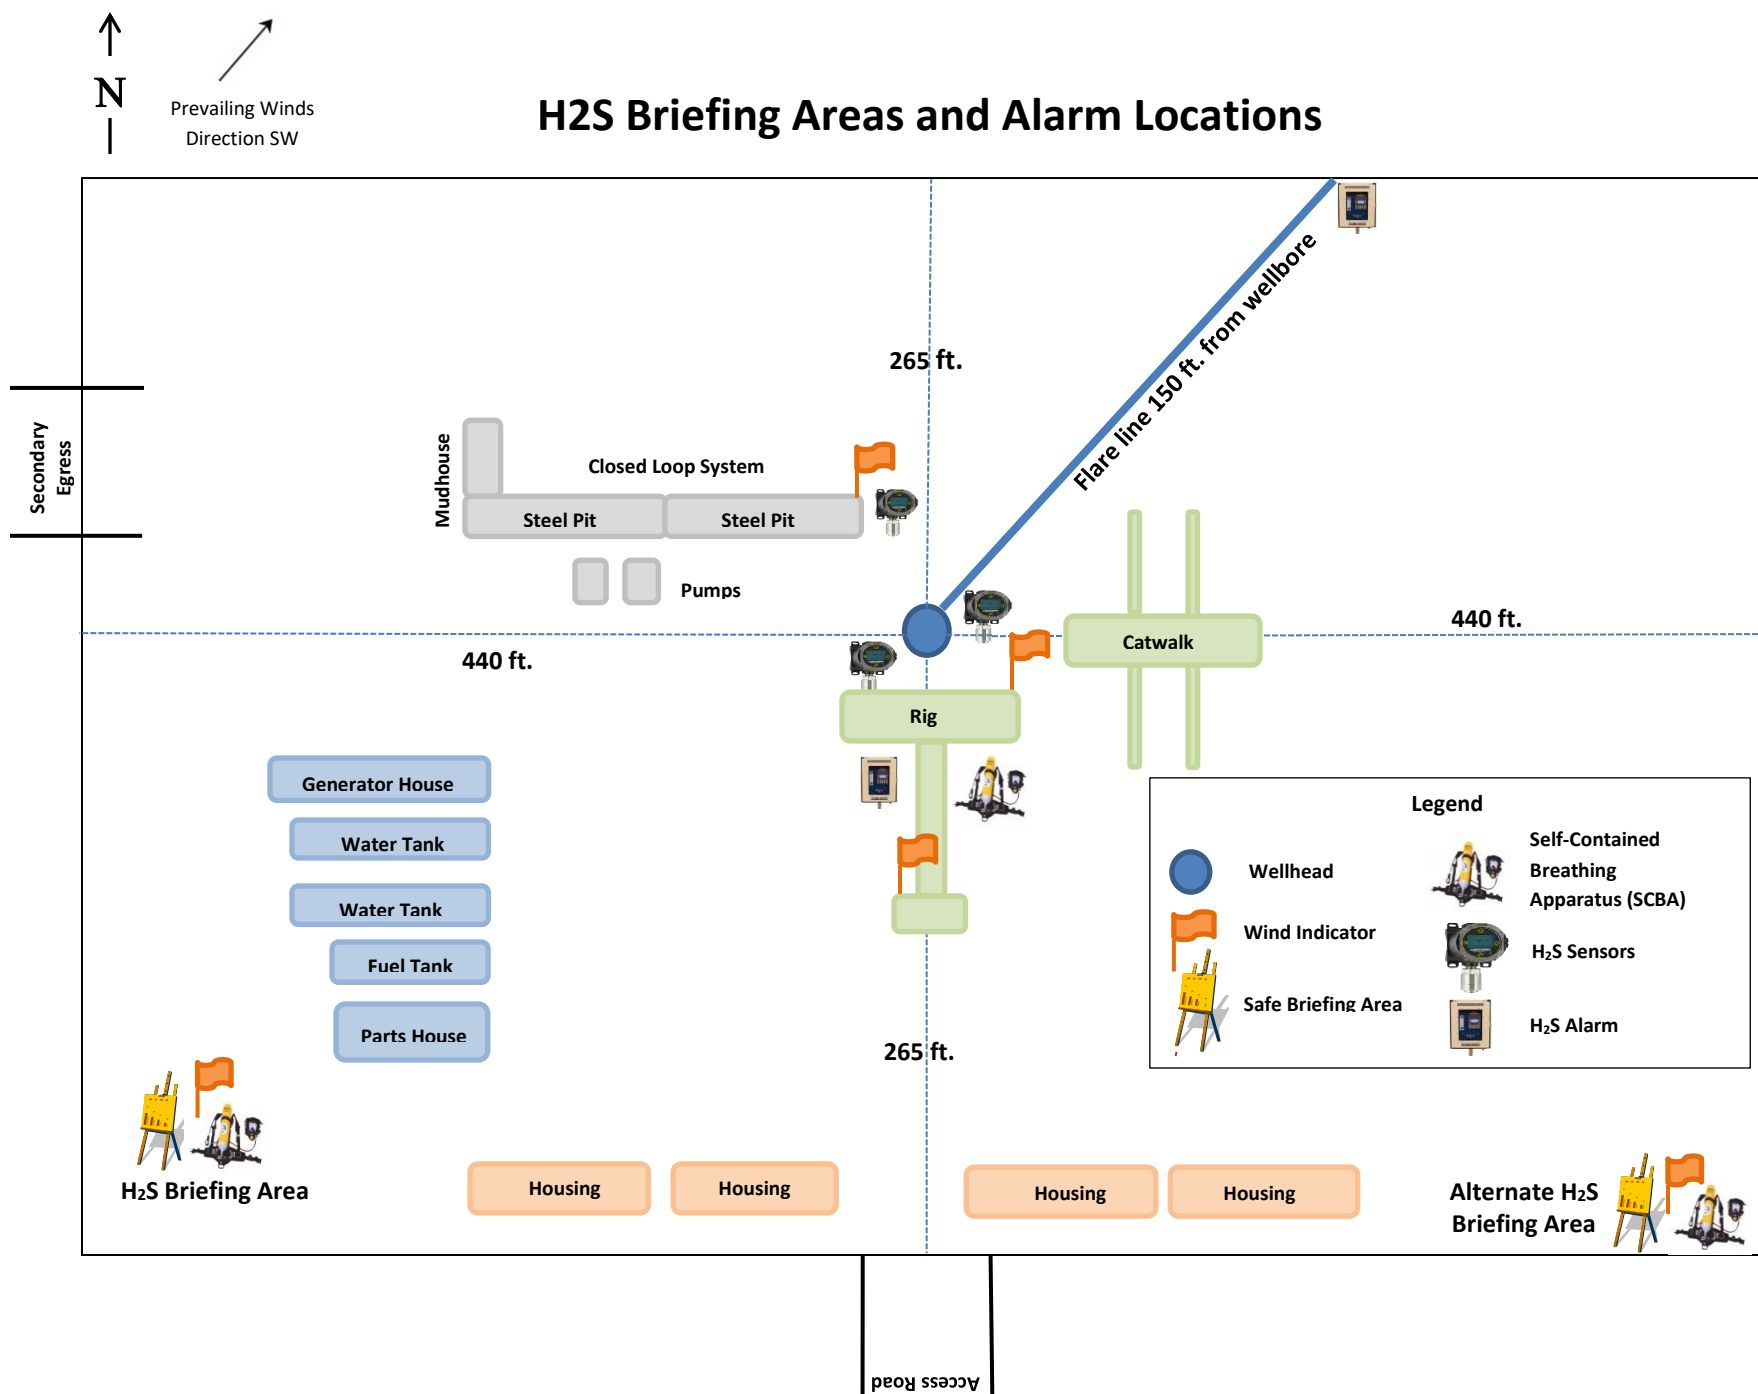 N
Prevailing Winds
Direction SW
H2S Briefing Areas and Alarm Locations
265 ft.
Flare line 150 ft. from wellbore
Secondary
Egress
Mudhouse
Closed Loop System
Steel Pit
Steel Pit
Pumps
440 ft.
440 ft.
Catwalk
Rig
Generator House
Water Tank
Water Tank
Fuel Tank
Parts House
265 ft.
Legend
Wellhead
Wind Indicator
Safe Briefing Area
Self-Contained
Breathing
Apparatus (SCBA)
H₂S Sensors
H₂S Alarm
H₂S Briefing Area
Housing
Housing
Housing
Housing
Alternate H₂S
Briefing Area
Access Road